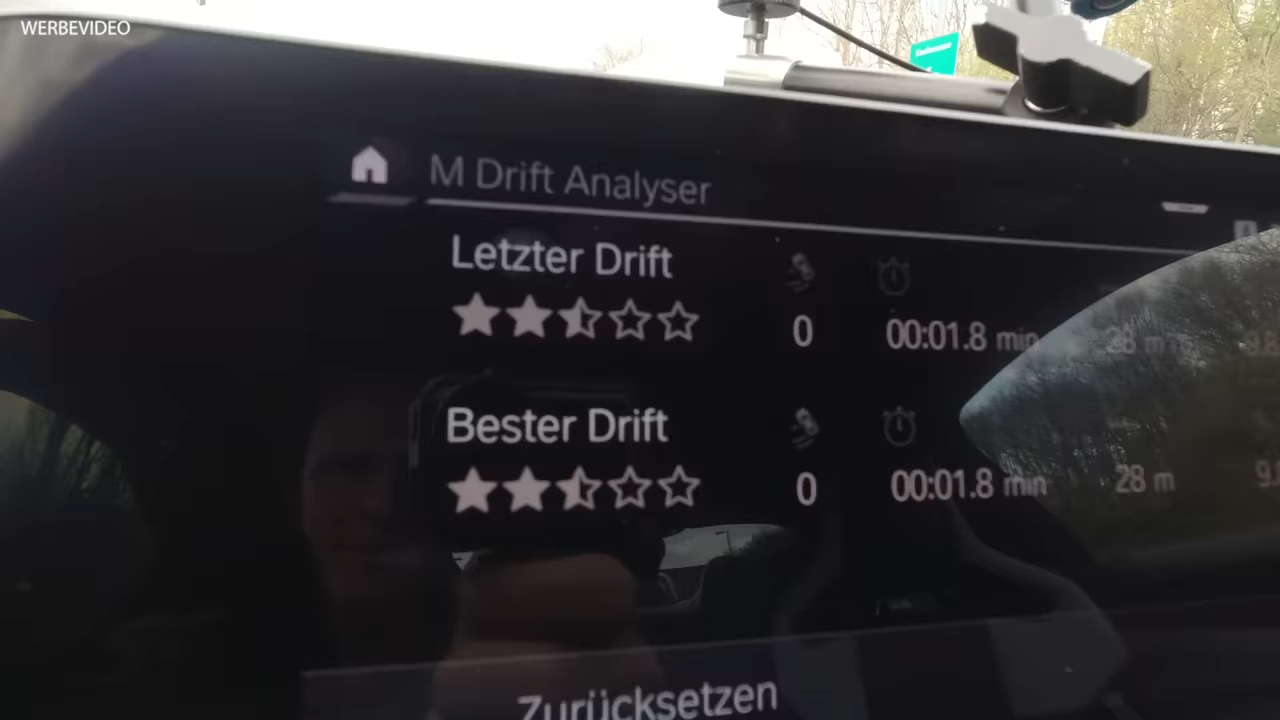 WERBEVIDEO
M Drift Analyser
Letzter Drift
0 00:01.8 min 28 m
Bester Drift
0 00:01.8 min 28 m
Zurücksetzen